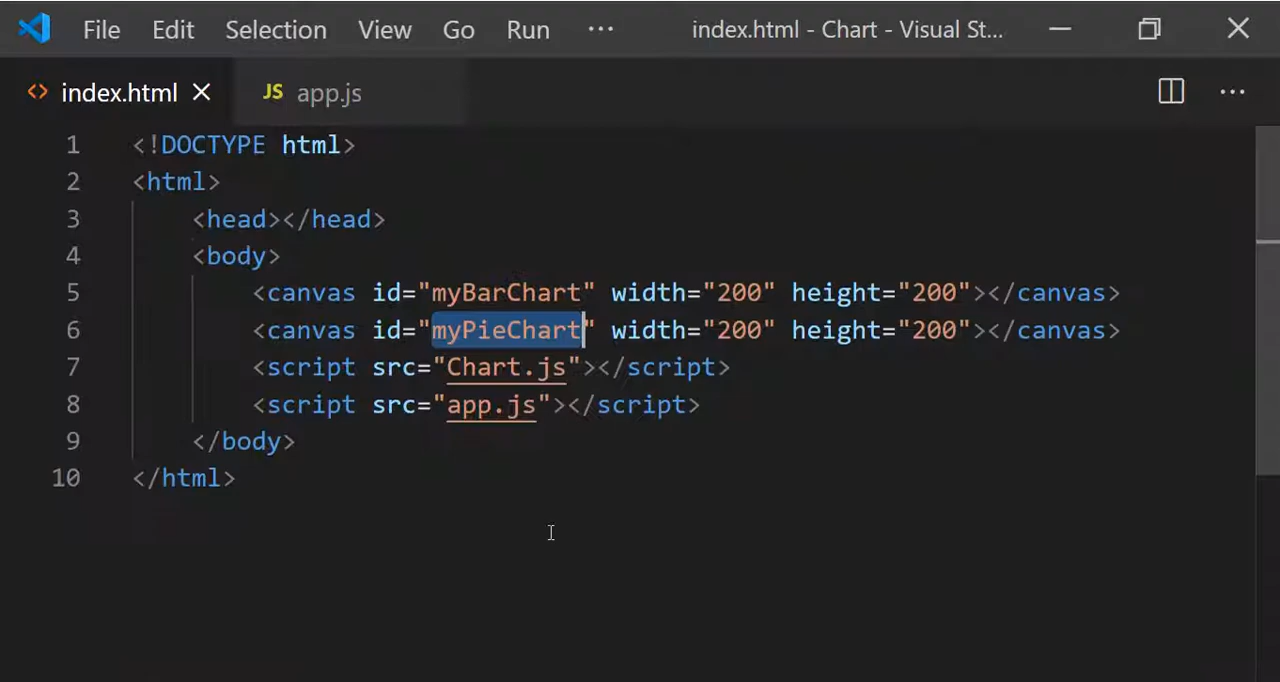 File Edit Selection View Go Run ··· index.html - Chart - Visual St...
<> index.html JS app.js
1 <!DOCTYPE html>
2 <html>
3 <head></head>
4 <body>
5 <canvas id="myBarChart" width="200" height="200"></canvas>
6 <canvas id="myPieChart" width="200" height="200"></canvas>
7 <script src="Chart.js"></script>
8 <script src="app.js"></script>
9 </body>
10 </html>